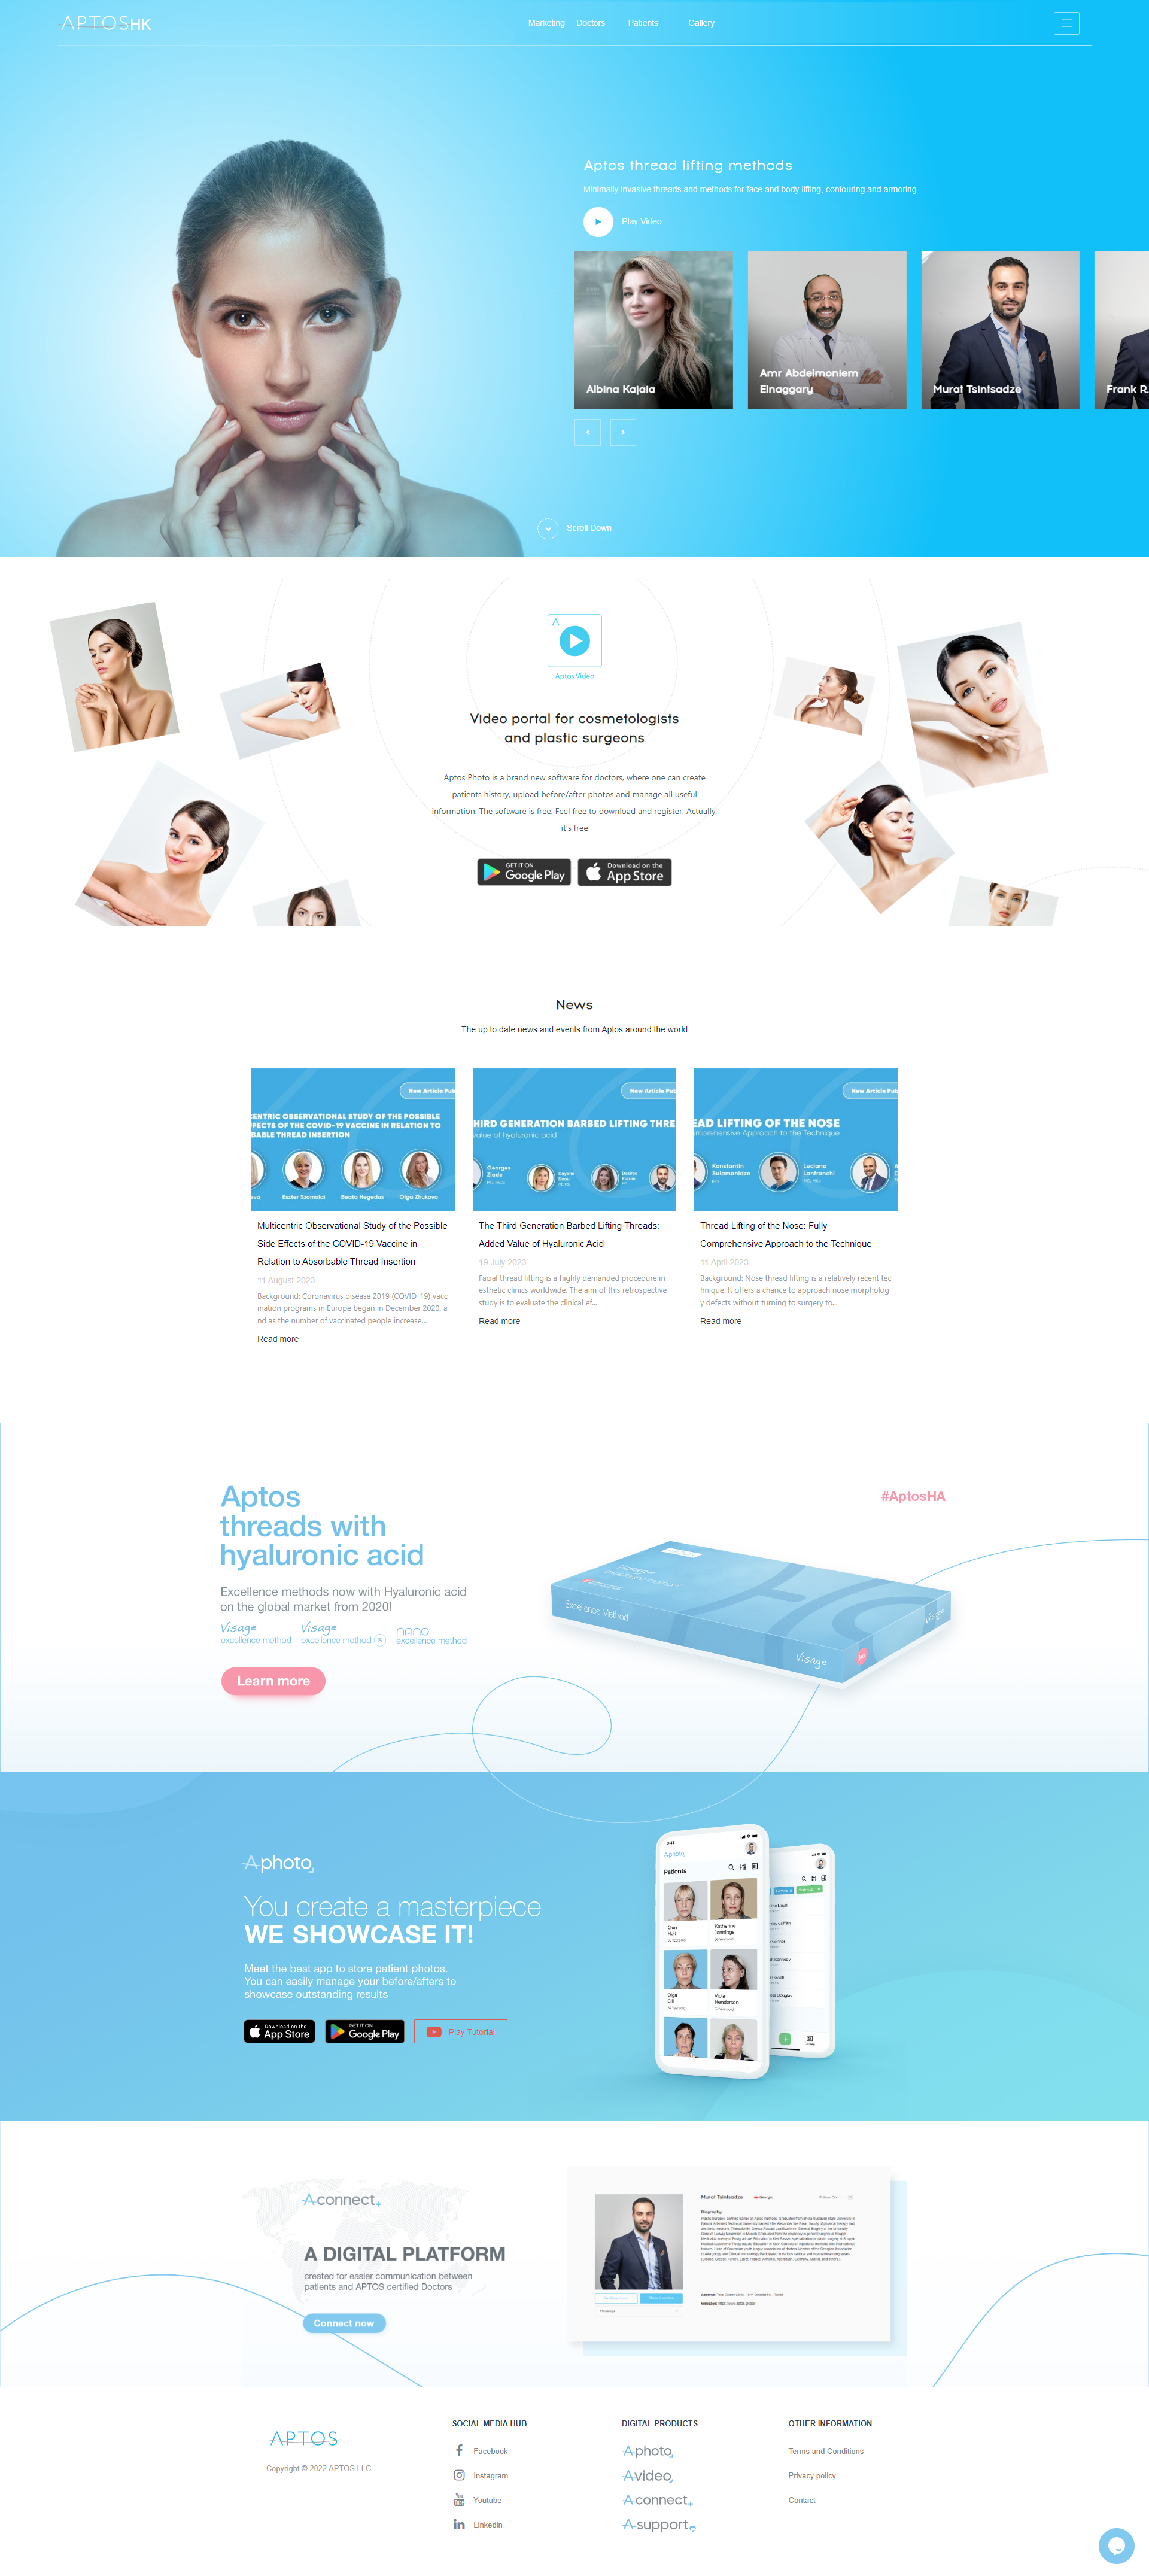 APTOSHK
Marketing
Doctors
Patients
Gallery
Aptos thread lifting methods
Minimally invasive threads and methods for face and body lifting, contouring and armoring.
Play Video
Albina Kajaia
Amr Abdelmoniem
Elnaggary
Murat Tsintsadze
Frank R.
Scroll Down
Aptos Video
Video portal for cosmetologists
and plastic surgeons
Aptos Photo is a brand new software for doctors, where one can create
patients history, upload before/after photos and manage all useful
information. The software is free. Feel free to download and register. Actually,
it's free
GET IT ON
Google Play
Download on the
App Store
News
The up to date news and events from Aptos around the world
New Article Pub
ENTRIC OBSERVATIONAL STUDY OF THE POSSIBLE
FECTS OF THE COVID-19 VACCINE IN RELATION TO
BABLE THREAD INSERTION
Eszter Szomolai
Beata Hegedus
Olga Zhukova
New Article Pub
HIRD GENERATION BARBED LIFTING THRE
value of hyaluronic acid
Georges
Ziade
New Article Pub
EAD LIFTING OF THE NOSE
mprehensive Approach to the Technique
Konstantin
Sulamanidze
Luciano
Lanfranchi
Multicentric Observational Study of the Possible
Side Effects of the COVID-19 Vaccine in
Relation to Absorbable Thread Insertion
11 August 2023
Background: Coronavirus disease 2019 (COVID-19) vacc
ination programs in Europe began in December 2020, a
nd as the number of vaccinated people increase...
Read more
The Third Generation Barbed Lifting Threads:
Added Value of Hyaluronic Acid
19 July 2023
Facial thread lifting is a highly demanded procedure in
esthetic clinics worldwide. The aim of this retrospective
study is to evaluate the clinical ef...
Read more
Thread Lifting of the Nose: Fully
Comprehensive Approach to the Technique
11 April 2023
Background: Nose thread lifting is a relatively recent tec
hnique. It offers a chance to approach nose morpholog
y defects without turning to surgery to...
Read more
Aptos
threads with
hyaluronic acid
#AptosHA
Excellence methods now with Hyaluronic acid
on the global market from 2020!
Visage
excellence method
Visage
excellence method S
nano
excellence method
Learn more
Visage
excellence method
Excellence Method
Visage
HA
Visage
Aphoto
You create a masterpiece
WE SHOWCASE IT!
Meet the best app to store patient photos.
You can easily manage your before/afters to
showcase outstanding results
Download on the
App Store
GET IT ON
Google Play
Play Tutorial
9:41
Aphoto
Patients
Glen
Holt
Katherine
Jennings
Olga
Gill
Viola
Henderson
Aconnect+
A DIGITAL PLATFORM
created for easier communication between
patients and APTOS certified Doctors
Connect now
Murat Tsintsadze
Georgia
Biography
APTOS
Copyright © 2022 APTOS LLC
SOCIAL MEDIA HUB
Facebook
Instagram
Youtube
Linkedin
DIGITAL PRODUCTS
Aphoto
Avideo
Aconnect+
Asupport
OTHER INFORMATION
Terms and Conditions
Privacy policy
Contact